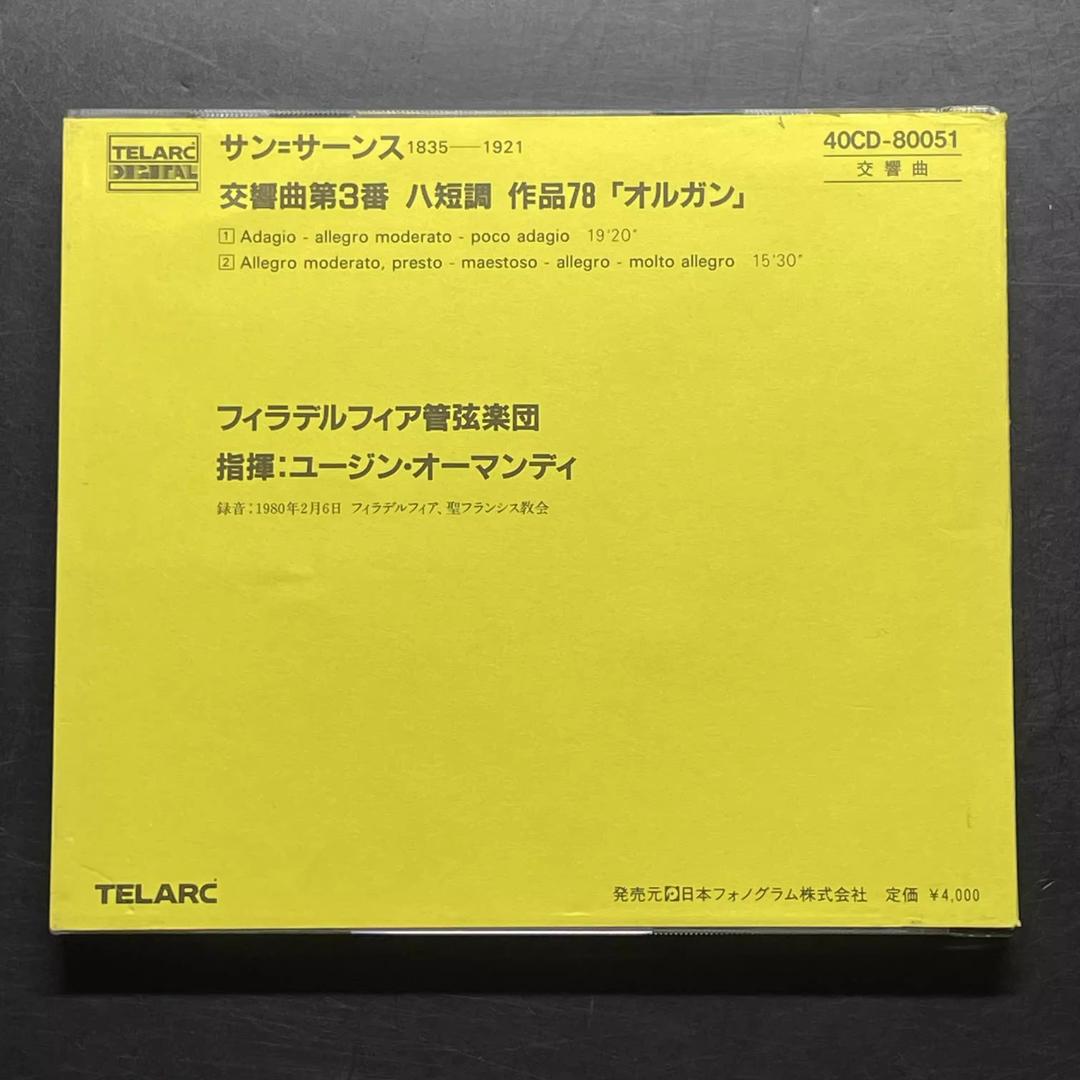 TELARC
DIGITAL
サン=サーンス 1835——1921
40CD-80051
交響曲
交響曲第3番 ハ短調 作品78「オルガン」
1 Adagio - allegro moderato - poco adagio 19'20"
2 Allegro moderato, presto - maestoso - allegro - molto allegro 15'30"
フィラデルフィア管弦楽団
指揮:ユージン・オーマンディ
録音:1980年2月6日 フィラデルフィア、聖フランシス教会
TELARC
発売元 日本フォノグラム株式会社 定価 ¥4,000